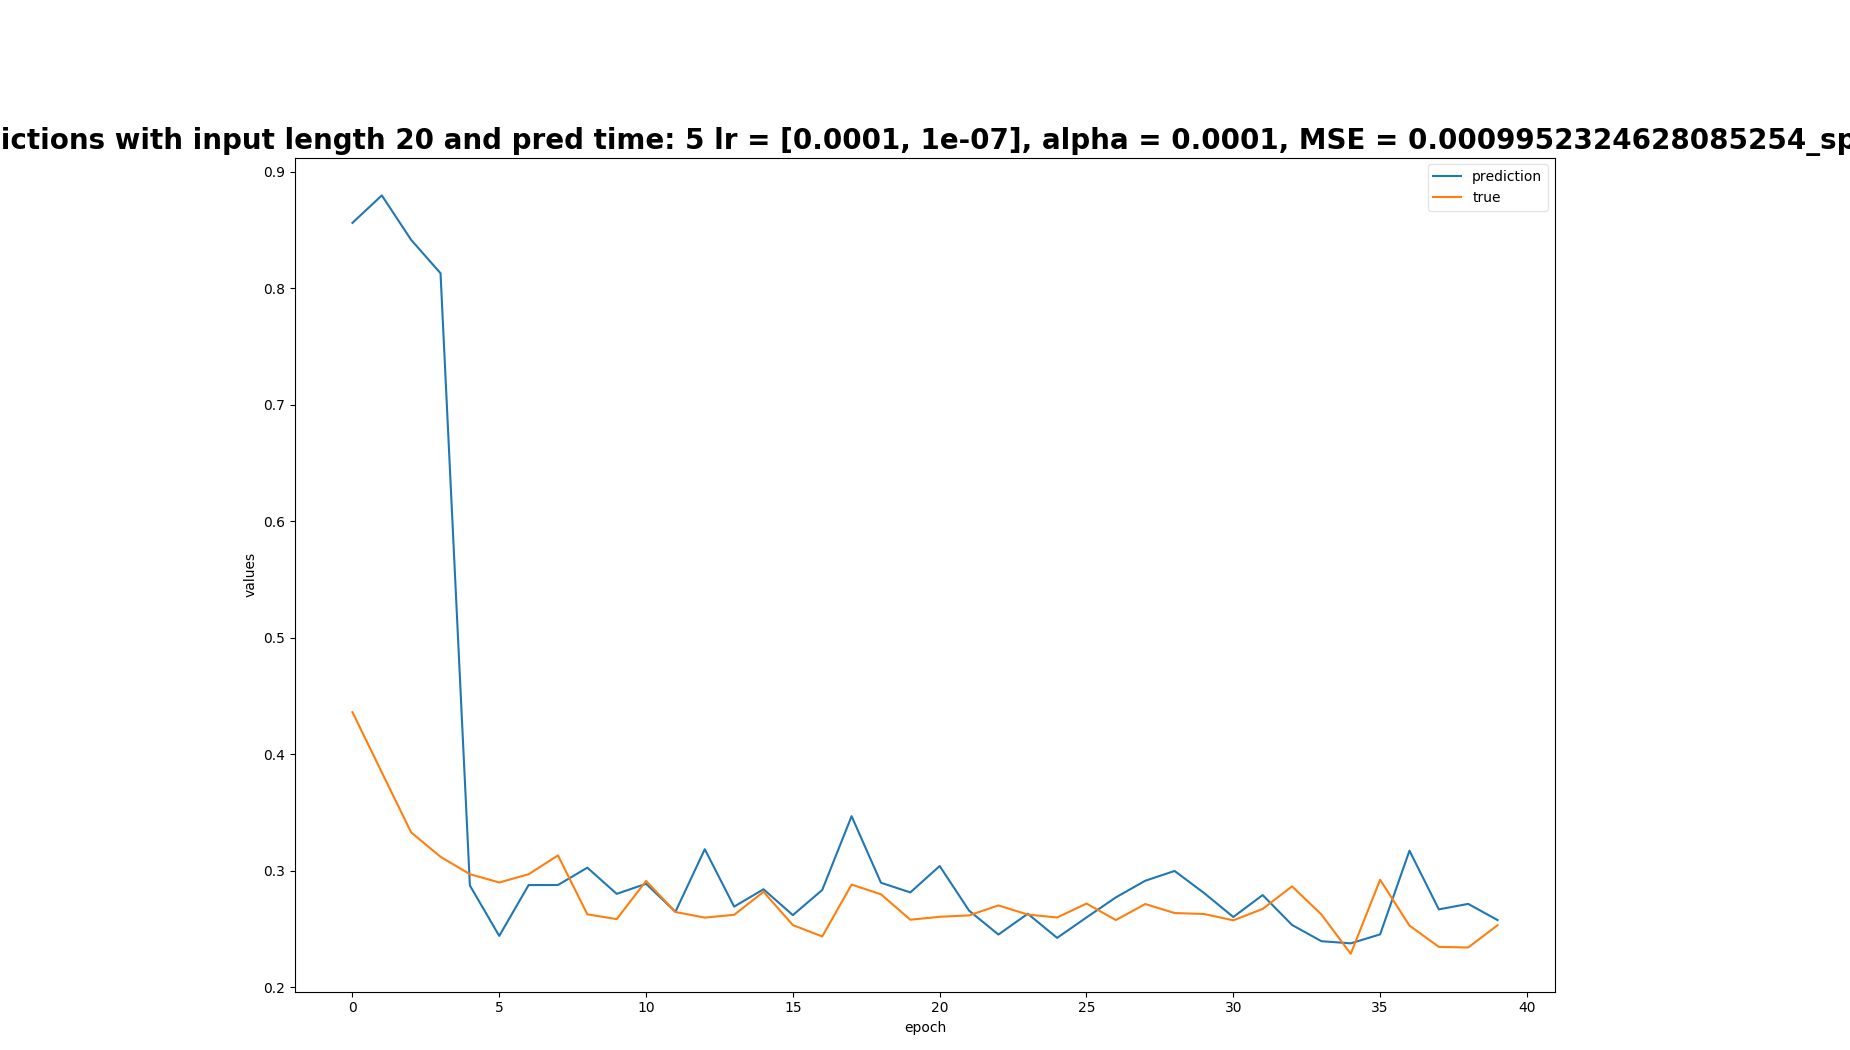 ictions with input length 20 and pred time: 5 lr = [0.0001, 1e-07], alpha = 0.0001, MSE = 0.0009952324628085254_sp
prediction
true
0.9
0.8
0.7
0.6
0.5
0.4
0.3
0.2
values
0 5 10 15 20 25 30 35 40
epoch